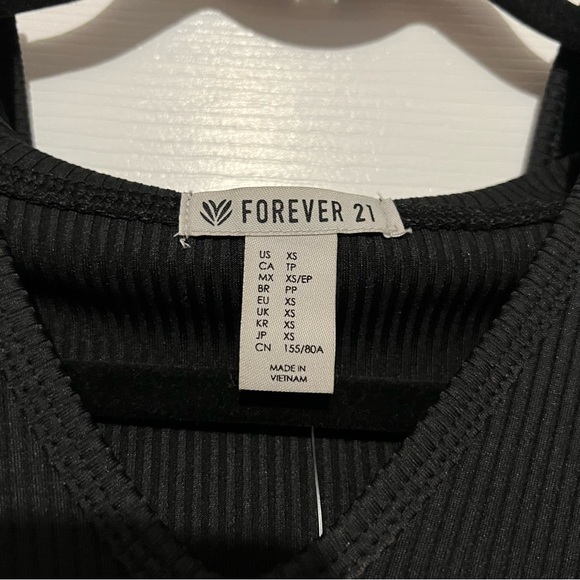 FOREVER 21
US XS
CA TP
MX XS/EP
BR PP
EU XS
UK XS
KR XS
JP XS
CN 155/80A
MADE IN
VIETNAM